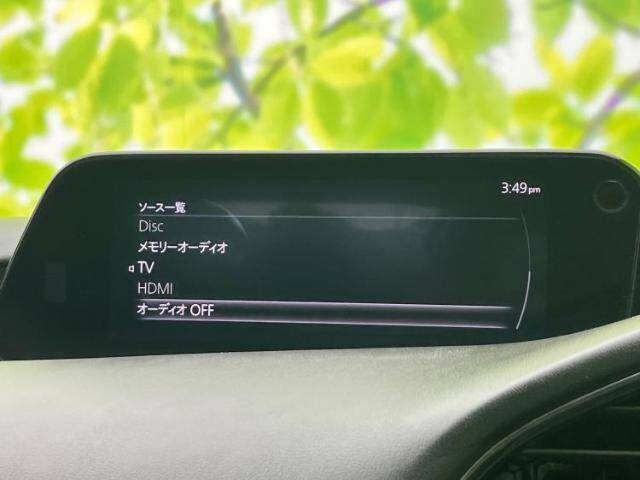 3:49pm
ソース一覧
Disc
メモリーオーディオ
TV
HDMI
オーディオ OFF